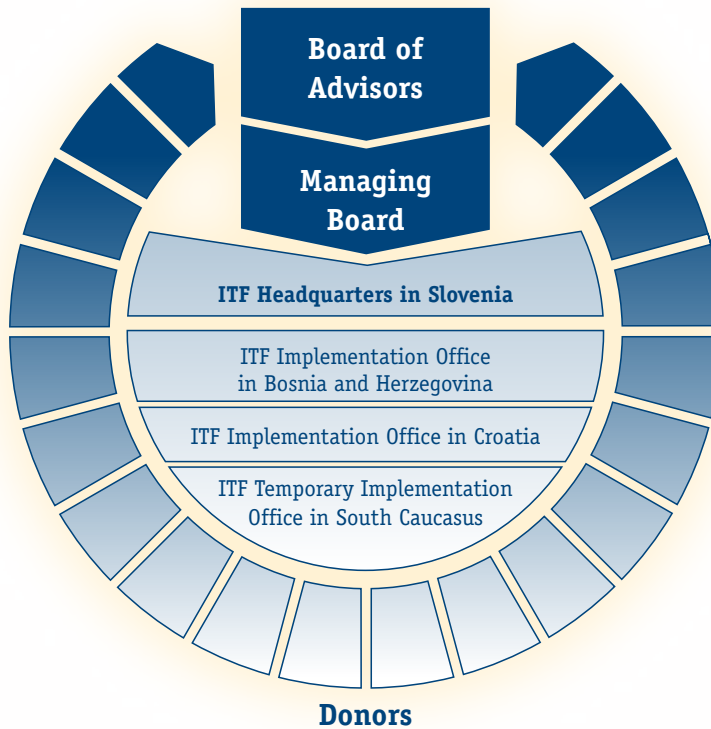 Board of
Advisors
Managing
Board
ITF Headquarters in Slovenia
ITF Implementation Office
in Bosnia and Herzegovina
ITF Implementation Office in Croatia
ITF Temporary Implementation
Office in South Caucasus
Donors